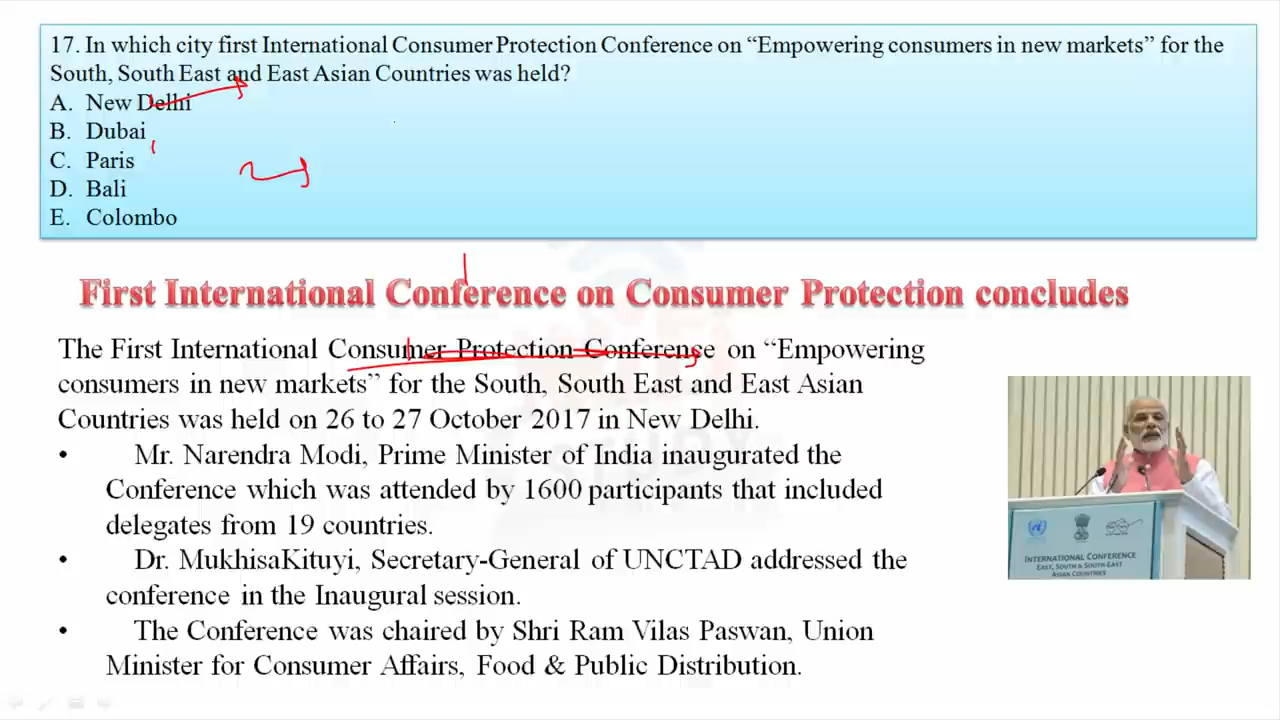 17. In which city first International Consumer Protection Conference on “Empowering consumers in new markets” for the
South, South East and East Asian Countries was held?
A. New Delhi
B. Dubai
C. Paris
D. Bali
E. Colombo
First International Conference on Consumer Protection concludes
The First International Consumer Protection Conference on “Empowering
consumers in new markets” for the South, South East and East Asian
Countries was held on 26 to 27 October 2017 in New Delhi.
• Mr. Narendra Modi, Prime Minister of India inaugurated the
Conference which was attended by 1600 participants that included
delegates from 19 countries.
• Dr. MukhisaKituyi, Secretary-General of UNCTAD addressed the
conference in the Inaugural session.
• The Conference was chaired by Shri Ram Vilas Paswan, Union
Minister for Consumer Affairs, Food & Public Distribution.
INTERNATIONAL CONFERENCE
EAST, SOUTH & SOUTH-EAST
ASIAN COUNTRIES